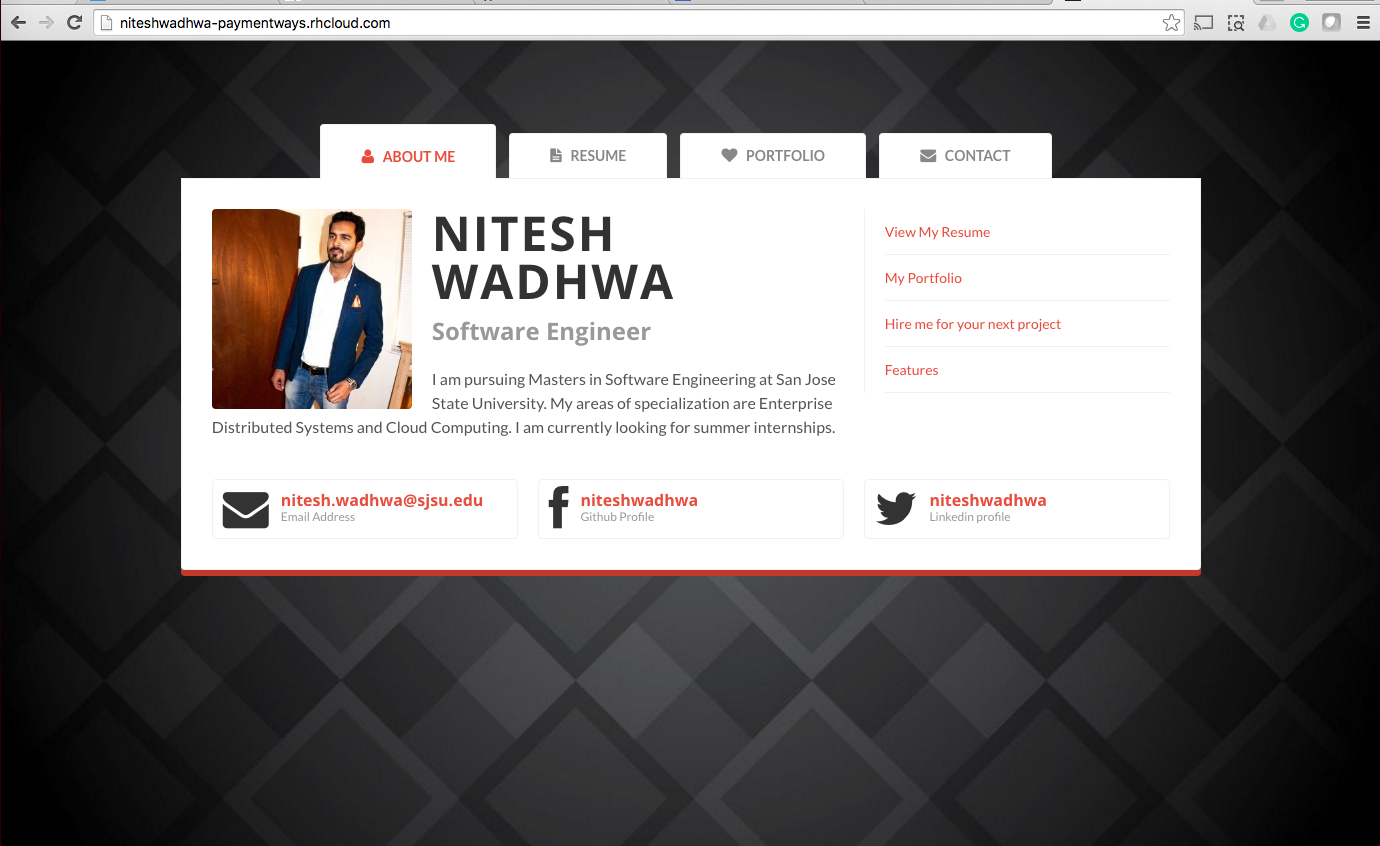 niteshwadhwa-paymentways.rhcloud.com
ABOUT ME
RESUME
PORTFOLIO
CONTACT
NITESH
WADHWA
Software Engineer
I am pursuing Masters in Software Engineering at San Jose
State University. My areas of specialization are Enterprise
Distributed Systems and Cloud Computing. I am currently looking for summer internships.
View My Resume
My Portfolio
Hire me for your next project
Features
nitesh.wadhwa@sjsu.edu
Email Address
niteshwadhwa
Github Profile
niteshwadhwa
Linkedin profile